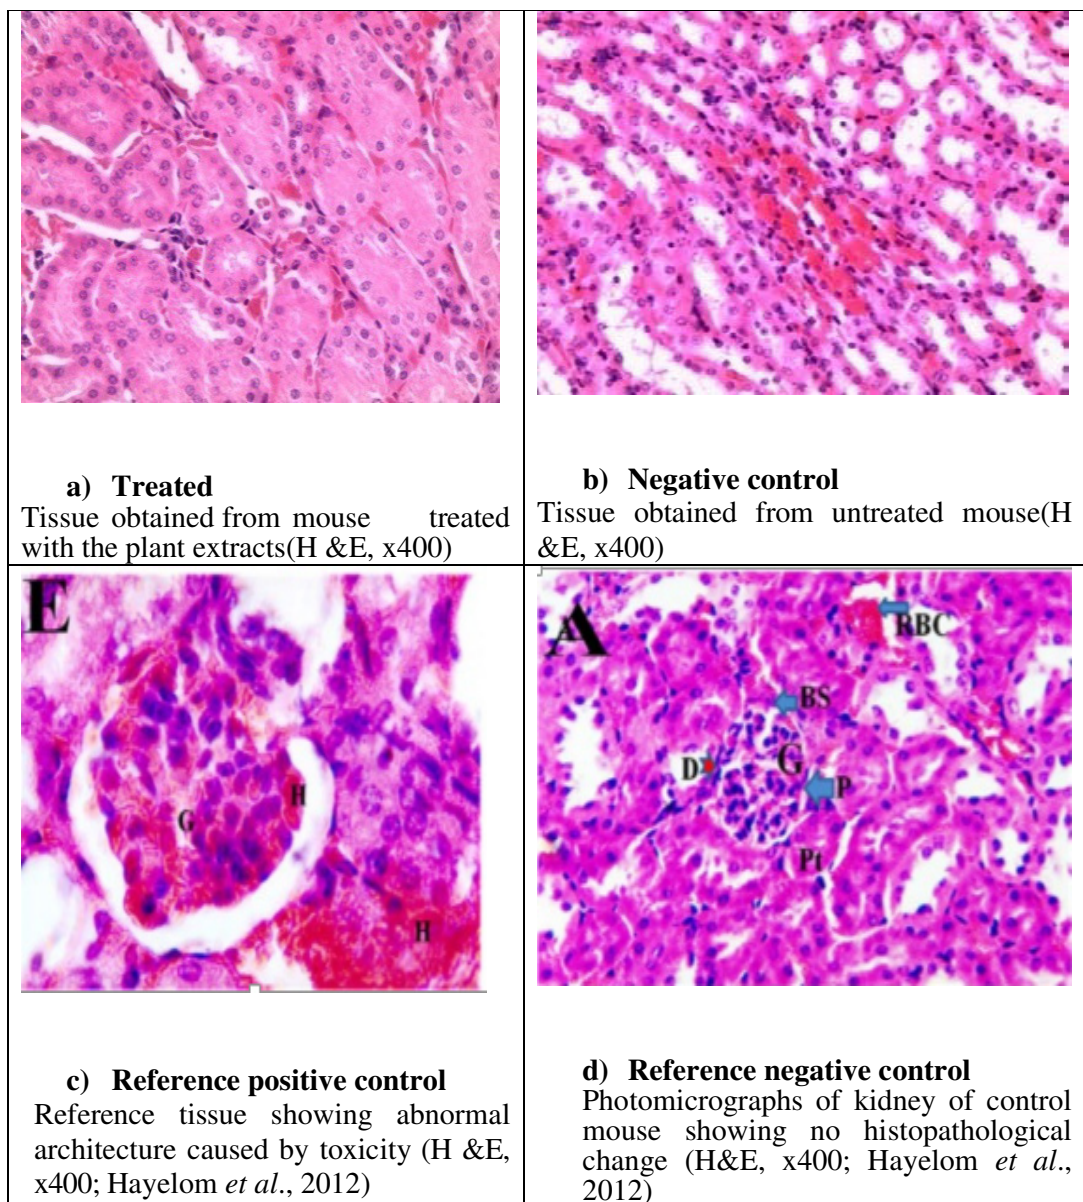 a) Treated
Tissue obtained from mouse treated
with the plant extracts(H &E, x400)
RBC
BS
G
D
P
Pt
A
b) Negative control
Tissue obtained from untreated mouse(H
&E, x400)
E
H
G
H
c) Reference positive control
Reference tissue showing abnormal
architecture caused by toxicity (H &E,
x400; Hayelom et al., 2012)
d) Reference negative control
Photomicrographs of kidney of control
mouse showing no histopathological
change (H&E, x400; Hayelom et al.,
2012)